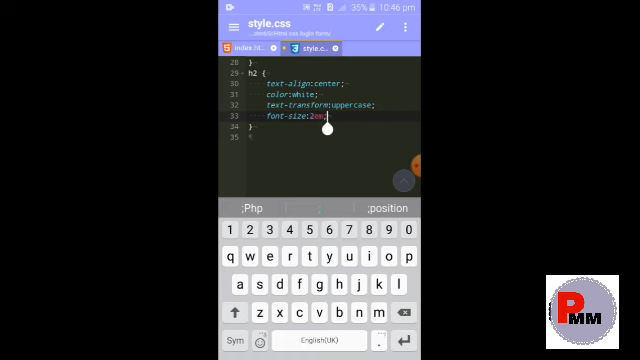 35% 10:46 pm
style.css
index.
style.c...
28 }
29 h2 {
30 text-align:center;
31 color:white;
32 text-transform:uppercase;
33 font-size:2em;
34 }
35
;Php ; ;position
1 2 3 4 5 6 7 8 9 0
q w e r t y u i o p
a s d f g h j k l
z x c v b n m
Sym English(UK) .
PMM